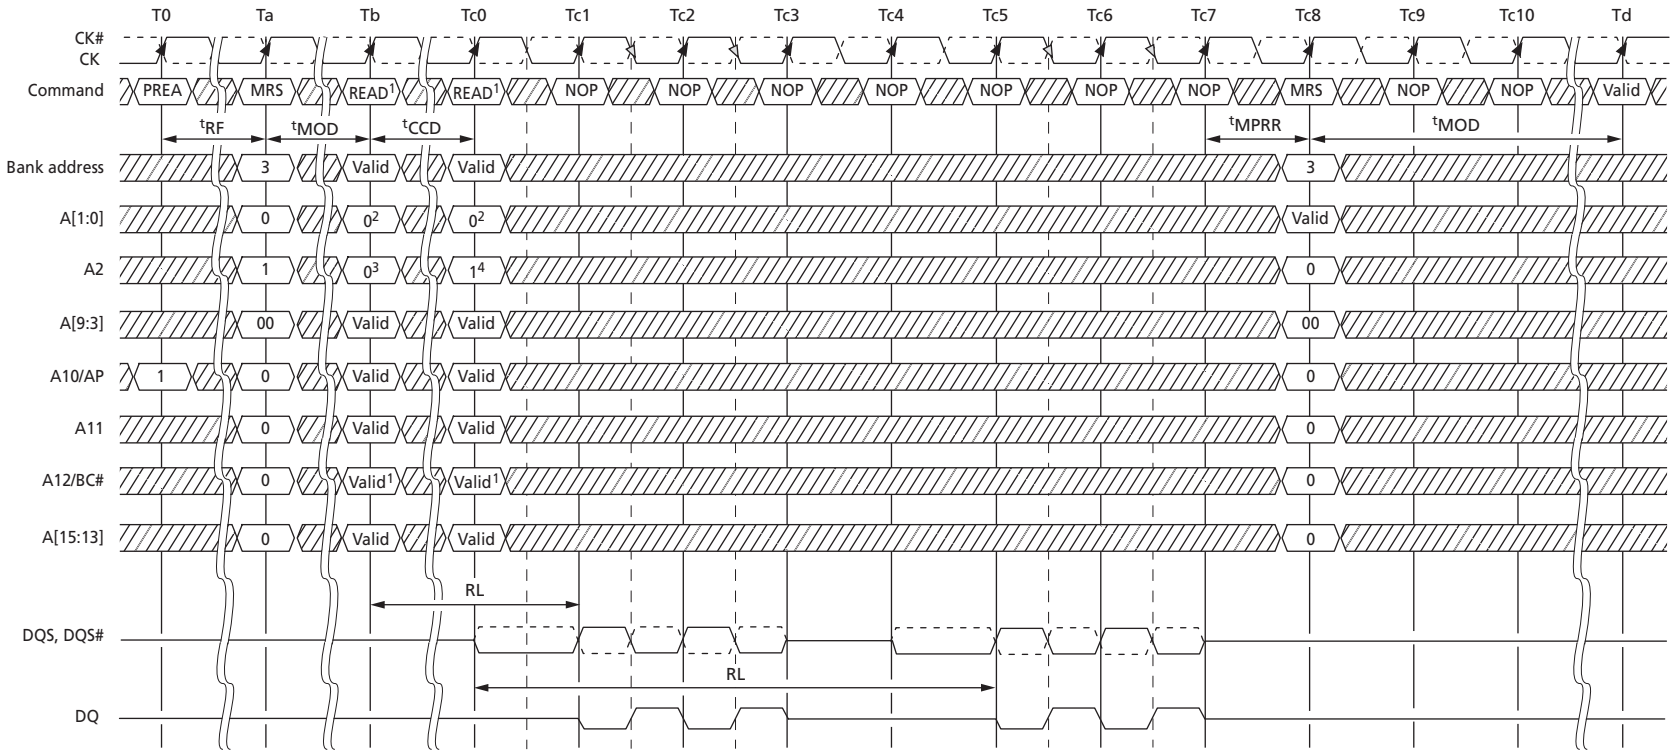 T0 Ta Tb Tc0 Tc1 Tc2 Tc3 Tc4 Tc5 Tc6 Tc7 Tc8 Tc9 Tc10 Td
CK#
CK
Command PREA MRS READ¹ READ¹ NOP NOP NOP NOP NOP NOP NOP MRS NOP NOP Valid
ᵗRF ᵗMOD ᵗCCD ᵗMPRR ᵗMOD
Bank address 3 Valid Valid 3
A[1:0] 0 0² 0² Valid
A2 1 0³ 1⁴ 0
A[9:3] 00 Valid Valid 00
A10/AP 1 0 Valid Valid 0
A11 0 Valid Valid 0
A12/BC# 0 Valid¹ Valid¹ 0
A[15:13] 0 Valid Valid 0
RL
DQS, DQS#
RL
DQ